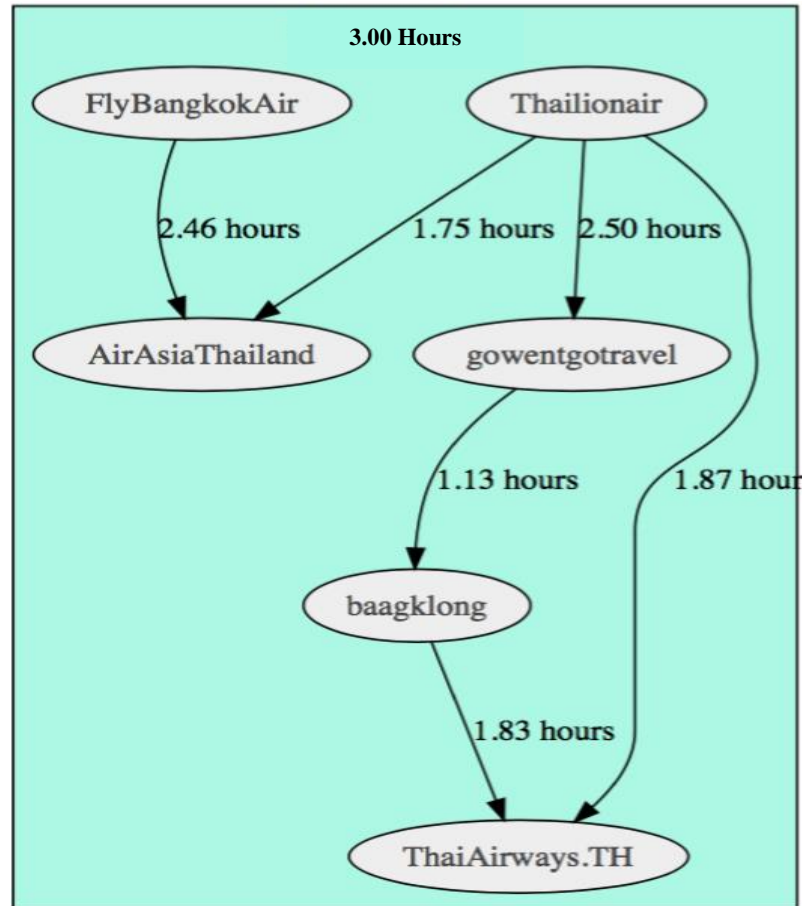 3.00 Hours
FlyBangkokAir
Thailionair
2.46 hours
1.75 hours
2.50 hours
AirAsiaThailand
gowentgotravel
1.13 hours
1.87 hour
baagklong
1.83 hours
ThaiAirways.TH